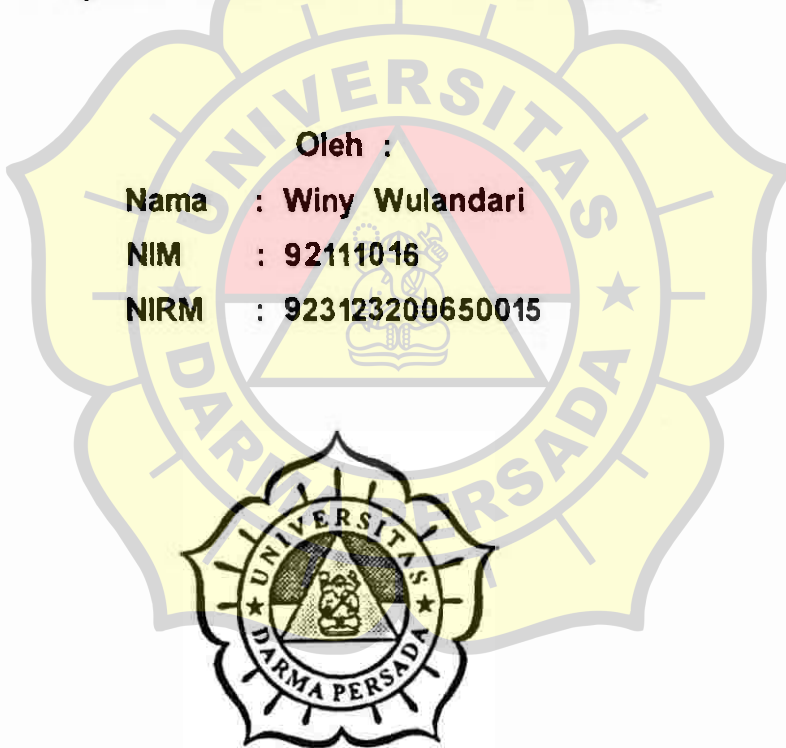 UNIVERSITAS
DARMA PERSADA
Oleh :
Nama : Winy Wulandari
NIM : 92111016
NIRM : 923123200650015
UNIVERSITAS
DARMA PERSADA